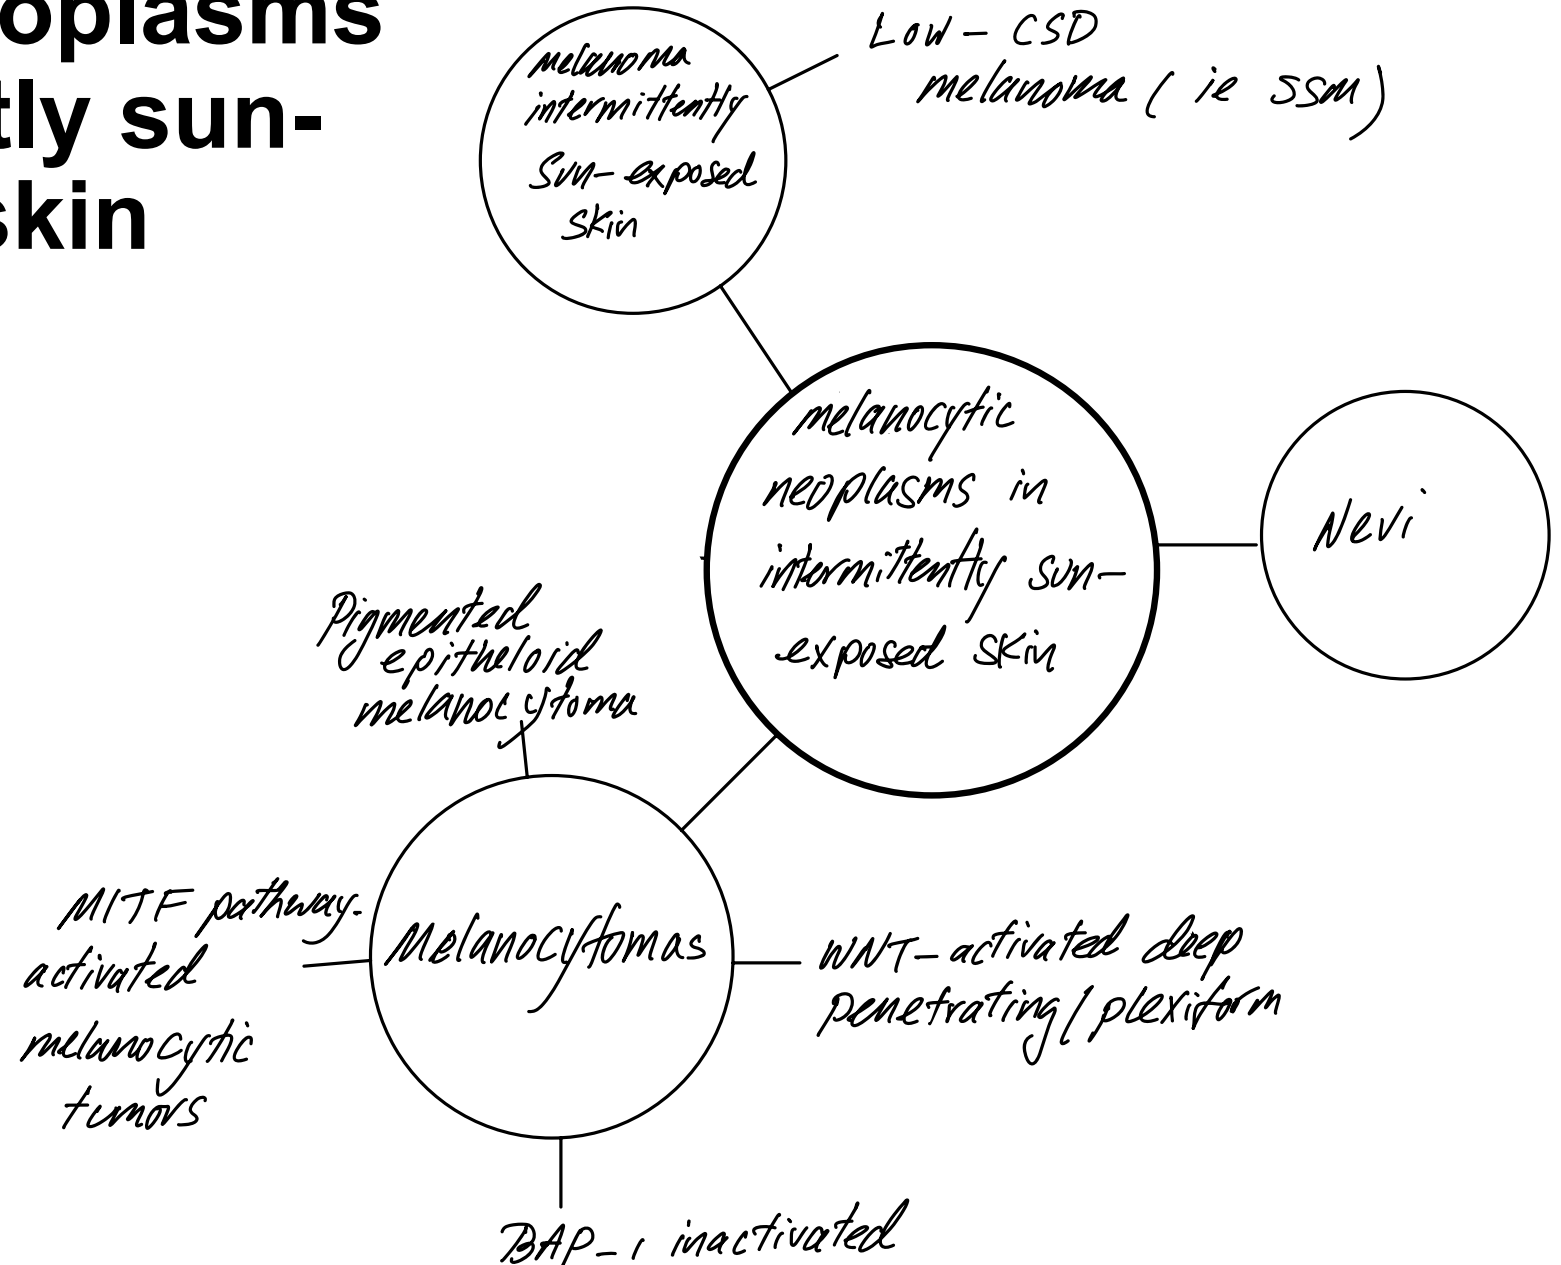 oplasms
tly sun-
skin
melanoma
intermittently
sun-exposed
skin
Low-CSD
melanoma (ie SSM)
melanocytic
neoplasms in
intermittently sun-
exposed skin
Nevi
Pigmented
epitheloid
melanocytoma
Melanocytomas
MITF pathway-
activated
melanocytic
tumors
WNT-activated deep
penetrating/plexiform
BAP-1 inactivated